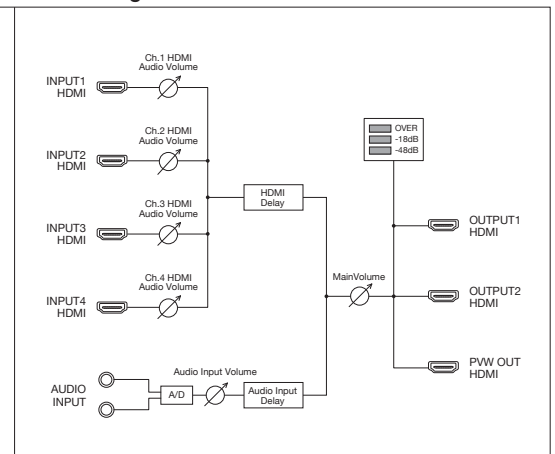 Ch.1 HDMI
Audio Volume
INPUT1
HDMI
Ch.2 HDMI
Audio Volume
INPUT2
HDMI
Ch.3 HDMI
Audio Volume
INPUT3
HDMI
Ch.4 HDMI
Audio Volume
INPUT4
HDMI
AUDIO
INPUT
A/D
Audio Input Volume
Audio Input
Delay
HDMI
Delay
MainVolume
OVER
-18dB
-48dB
OUTPUT1
HDMI
OUTPUT2
HDMI
PVW OUT
HDMI